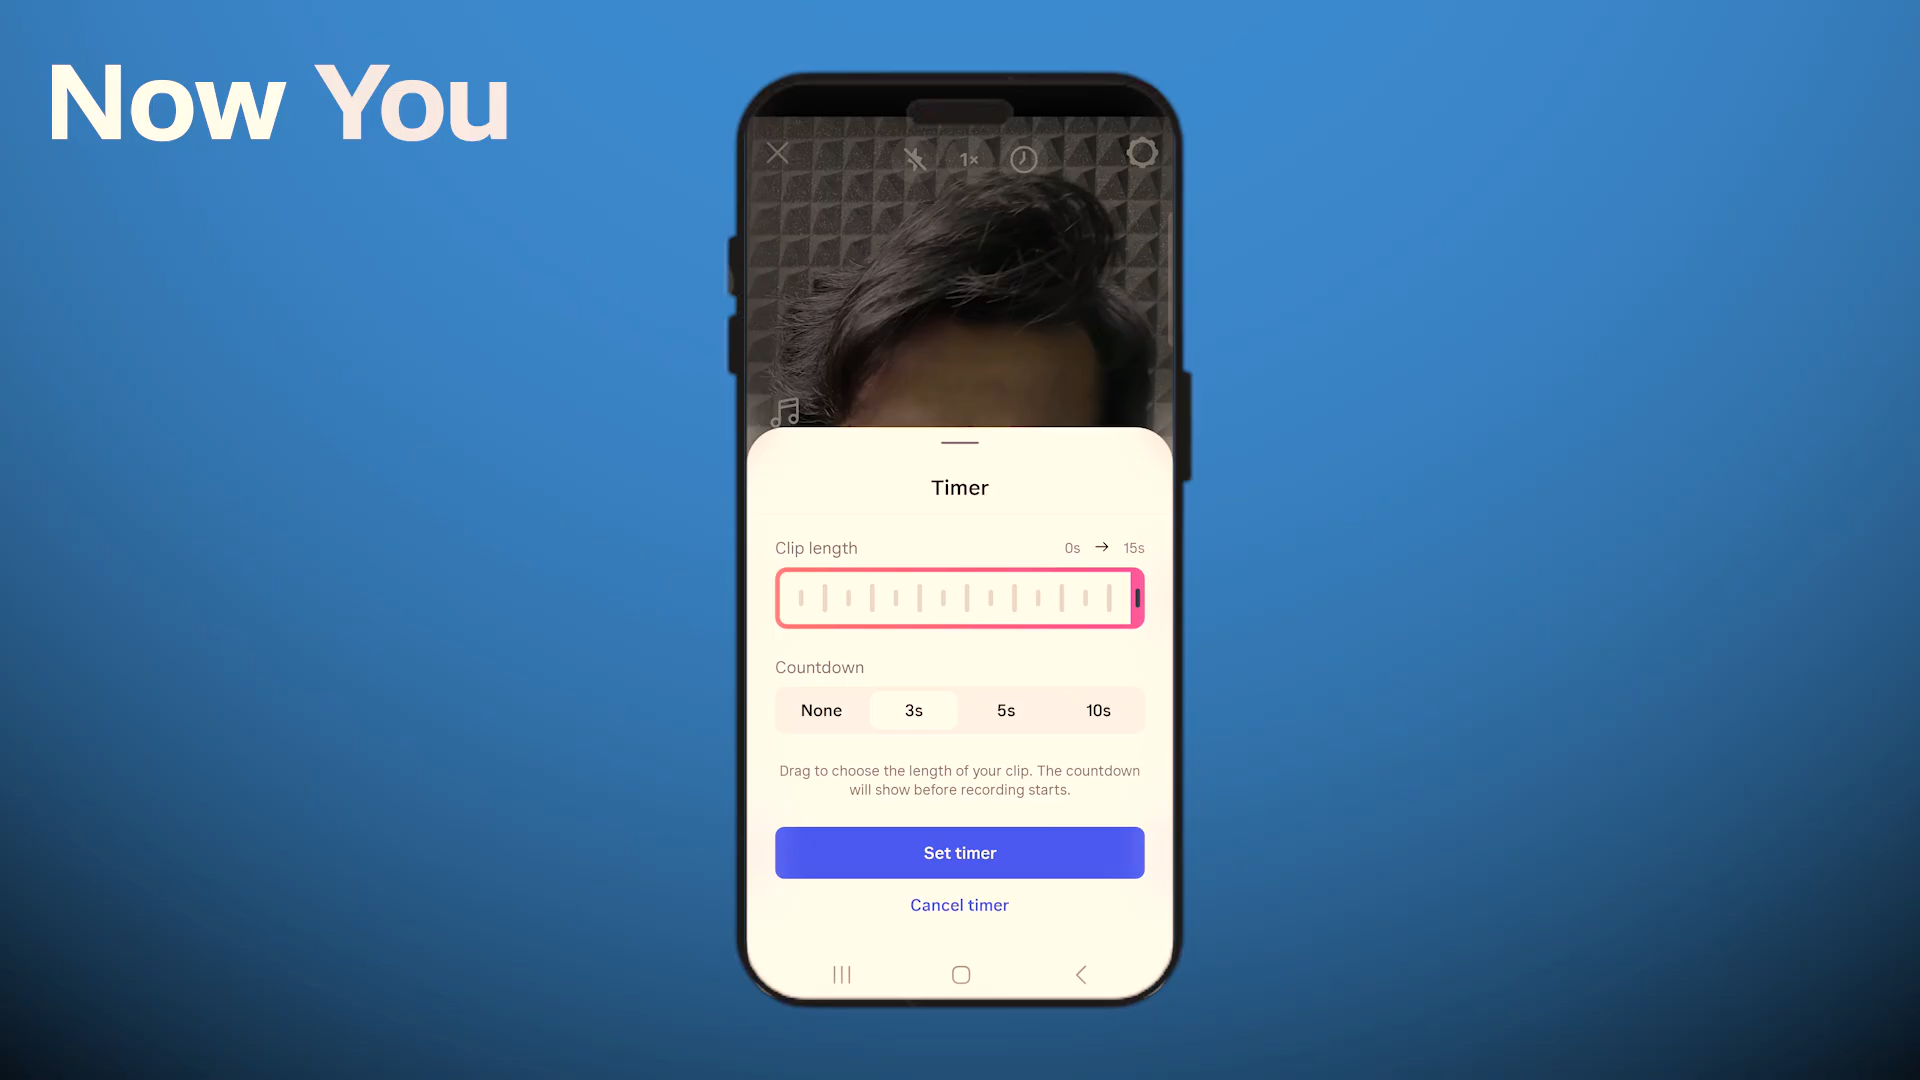 Now You
1×
Timer
Clip length
0s → 15s
Countdown
None 3s 5s 10s
Drag to choose the length of your clip. The countdown
will show before recording starts.
Set timer
Cancel timer